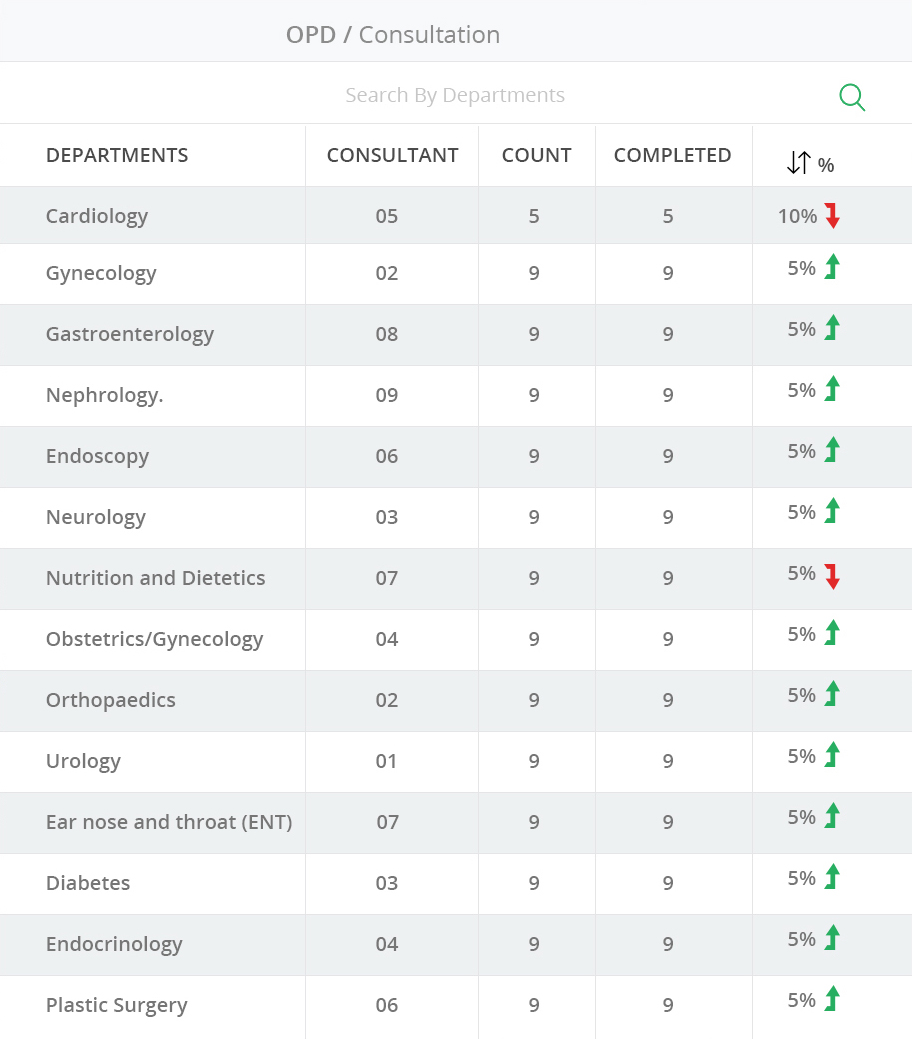 OPD / Consultation
Search By Departments
DEPARTMENTS CONSULTANT COUNT COMPLETED %
Cardiology 05 5 5 10%
Gynecology 02 9 9 5%
Gastroenterology 08 9 9 5%
Nephrology. 09 9 9 5%
Endoscopy 06 9 9 5%
Neurology 03 9 9 5%
Nutrition and Dietetics 07 9 9 5%
Obstetrics/Gynecology 04 9 9 5%
Orthopaedics 02 9 9 5%
Urology 01 9 9 5%
Ear nose and throat (ENT) 07 9 9 5%
Diabetes 03 9 9 5%
Endocrinology 04 9 9 5%
Plastic Surgery 06 9 9 5%